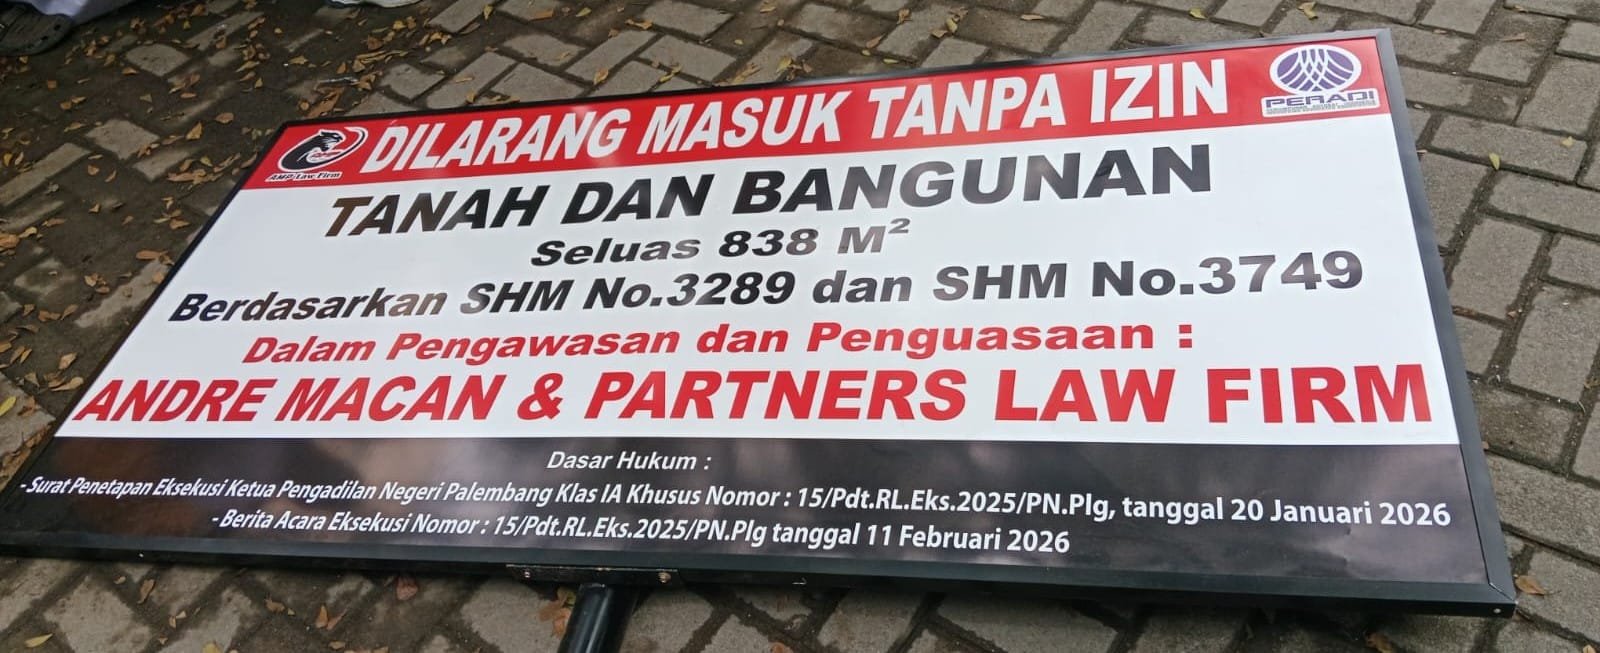 DILARANG MASUK TANPA IZIN
AMP Law Firm
PERADI
TANAH DAN BANGUNAN
Seluas 838 M²
Berdasarkan SHM No.3289 dan SHM No.3749
Dalam Pengawasan dan Penguasaan :
ANDRE MACAN & PARTNERS LAW FIRM
Dasar Hukum :
- Surat Penetapan Eksekusi Ketua Pengadilan Negeri Palembang Klas IA Khusus Nomor : 15/Pdt.RL.Eks.2025/PN.Plg, tanggal 20 Januari 2026
- Berita Acara Eksekusi Nomor : 15/Pdt.RL.Eks.2025/PN.Plg tanggal 11 Februari 2026